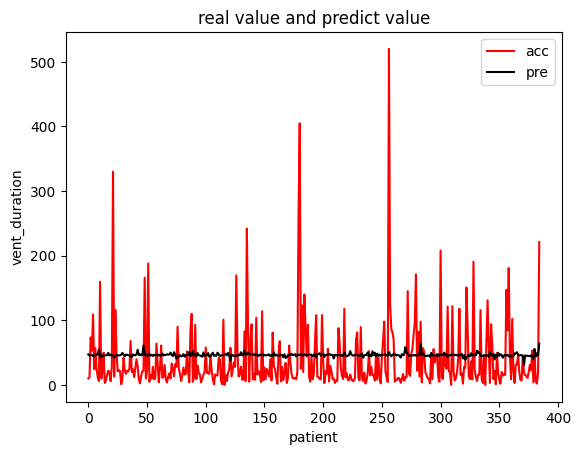 real value and predict value
acc
pre
vent_duration
500
400
300
200
100
0
0 50 100 150 200 250 300 350 400
patient